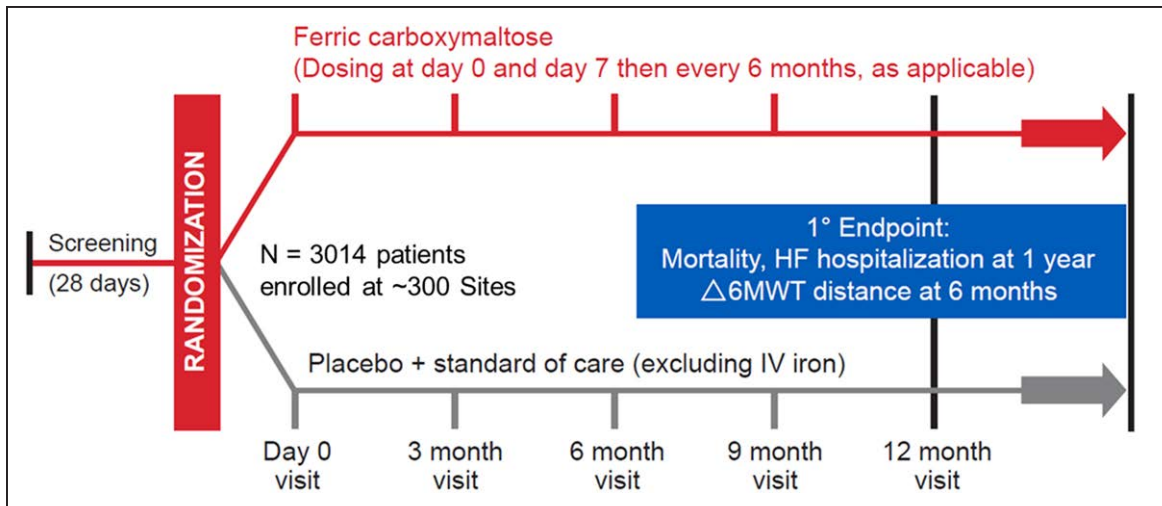 Ferric carboxymaltose
(Dosing at day 0 and day 7 then every 6 months, as applicable)
Screening
(28 days)
RANDOMIZATION
N = 3014 patients
enrolled at ~300 Sites
1° Endpoint:
Mortality, HF hospitalization at 1 year
△6MWT distance at 6 months
Placebo + standard of care (excluding IV iron)
Day 0
visit
3 month
visit
6 month
visit
9 month
visit
12 month
visit